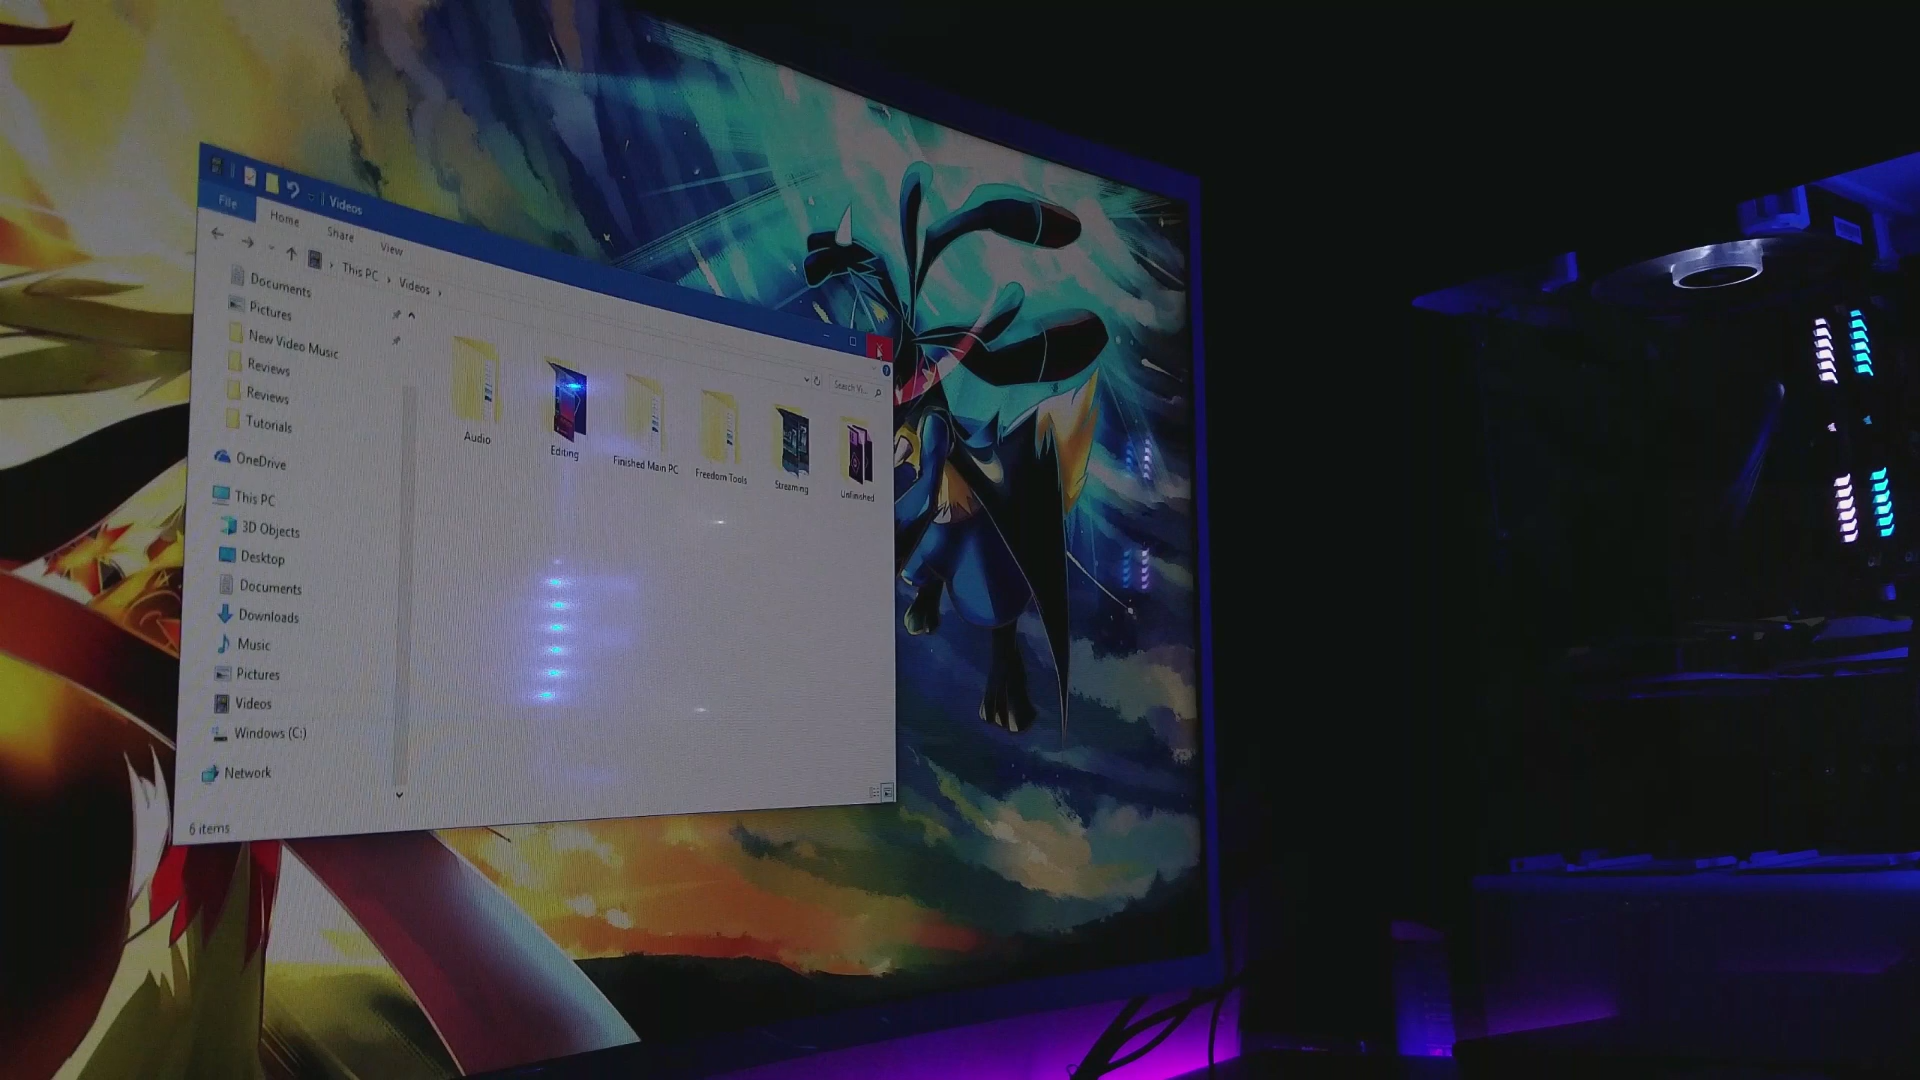 Videos
File
Home
Share
View
This PC
Videos
Search Vi...
Documents
Pictures
New Video Music
Reviews
Reviews
Tutorials
OneDrive
This PC
3D Objects
Desktop
Documents
Downloads
Music
Pictures
Videos
Windows (C:)
Network
Audio
Editing
Finished Main PC
Freedom Tools
Streaming
Unfinished
6 items